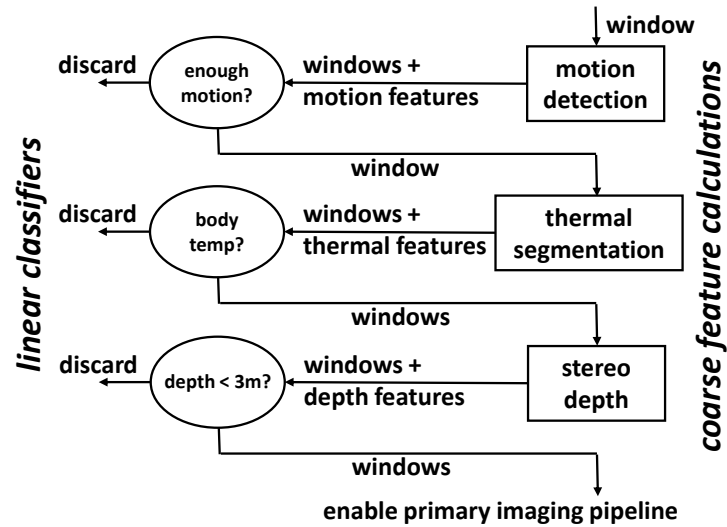 window
discard
enough
motion?
windows +
motion features
motion
detection
window
discard
body
temp?
windows +
thermal features
thermal
segmentation
windows
discard
depth < 3m?
windows +
depth features
stereo
depth
windows
enable primary imaging pipeline
linear classifiers
coarse feature calculations